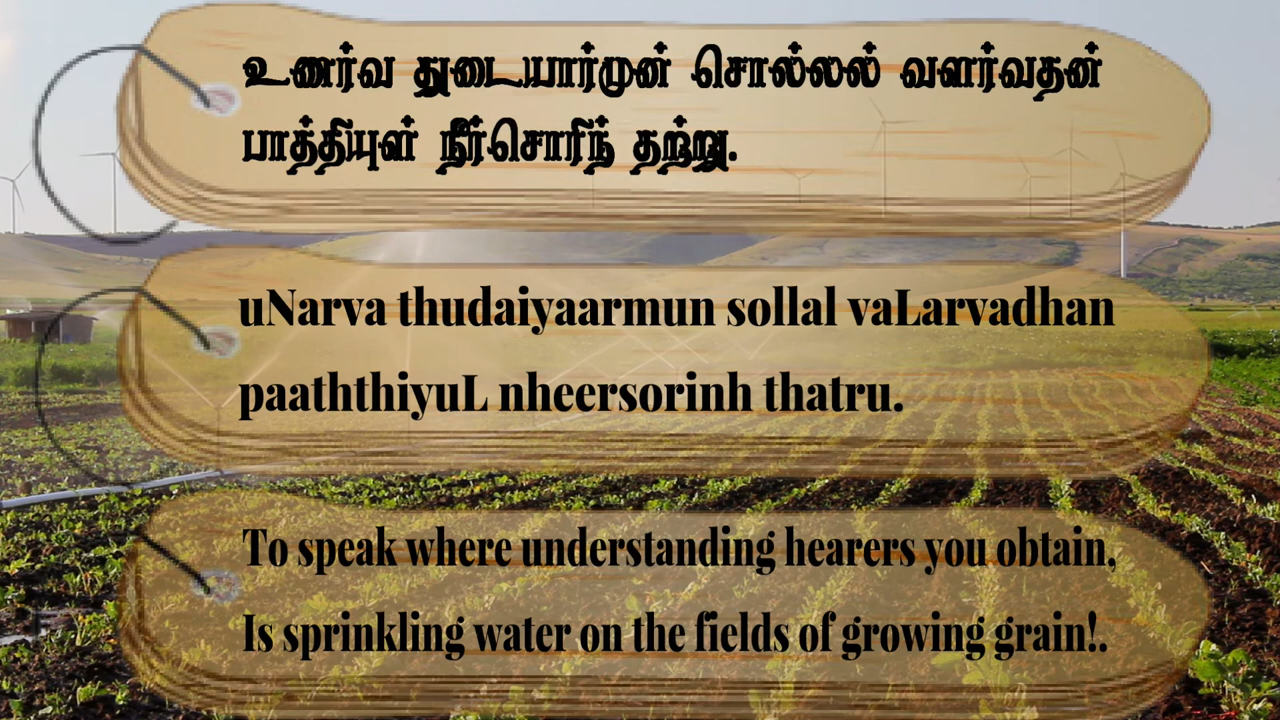 உணர்வ துடையார்முன் சொல்லல் வளர்வதன்
பாத்தியுள் நீர்சொரிந் தற்று.
uNarva thudaiyaarmun sollal vaLarvadhan
paaththiyuL nheersorinh thatru.
To speak where understanding hearers you obtain,
Is sprinkling water on the fields of growing grain!.